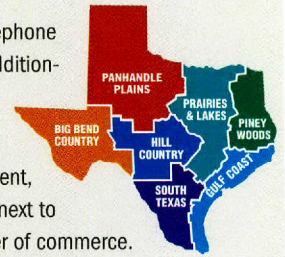 ephone
ddition-
PANHANDLE
PLAINS
PRAIRIES
& LAKES
PINEY
WOODS
BIG BEND
COUNTRY
HILL
COUNTRY
GULF COAST
SOUTH
TEXAS
ent,
next to
er of commerce.